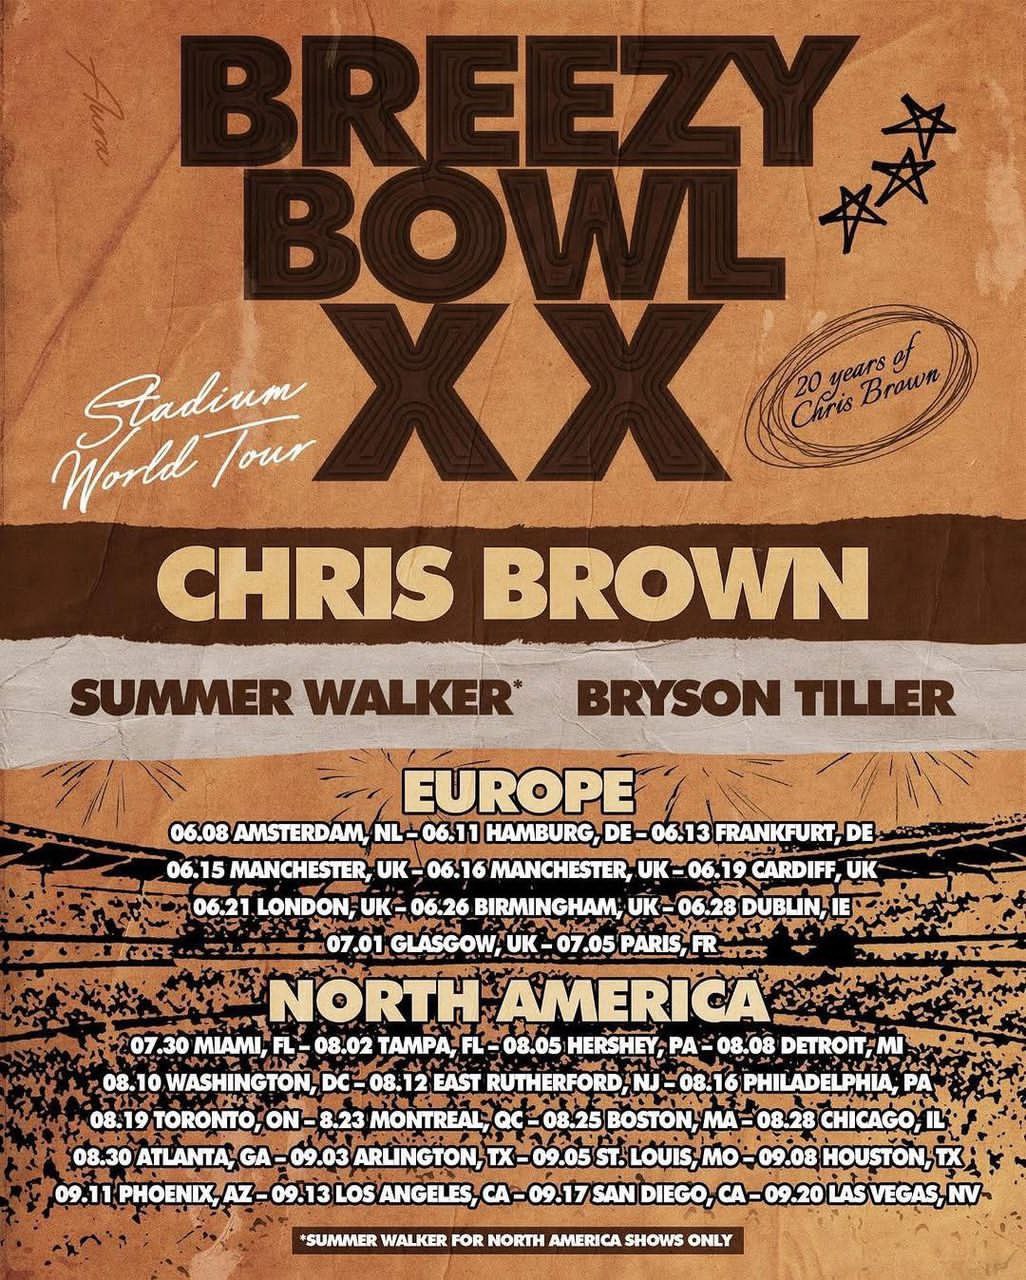 BREEZY
BOWL
XX
20 years of
Chris Brown
Stadium
World Tour
CHRIS BROWN
SUMMER WALKER* BRYSON TILLER
EUROPE
06.08 AMSTERDAM, NL – 06.11 HAMBURG, DE – 06.13 FRANKFURT, DE
06.15 MANCHESTER, UK – 06.16 MANCHESTER, UK – 06.19 CARDIFF, UK
06.21 LONDON, UK – 06.26 BIRMINGHAM, UK – 06.28 DUBLIN, IE
07.01 GLASGOW, UK – 07.05 PARIS, FR
NORTH AMERICA
07.30 MIAMI, FL – 08.02 TAMPA, FL – 08.05 HERSHEY, PA – 08.08 DETROIT, MI
08.10 WASHINGTON, DC – 08.12 EAST RUTHERFORD, NJ – 08.16 PHILADELPHIA, PA
08.19 TORONTO, ON – 8.23 MONTREAL, QC – 08.25 BOSTON, MA – 08.28 CHICAGO, IL
08.30 ATLANTA, GA – 09.03 ARLINGTON, TX – 09.05 ST. LOUIS, MO – 09.08 HOUSTON, TX
09.11 PHOENIX, AZ – 09.13 LOS ANGELES, CA – 09.17 SAN DIEGO, CA – 09.20 LAS VEGAS, NV
*SUMMER WALKER FOR NORTH AMERICA SHOWS ONLY